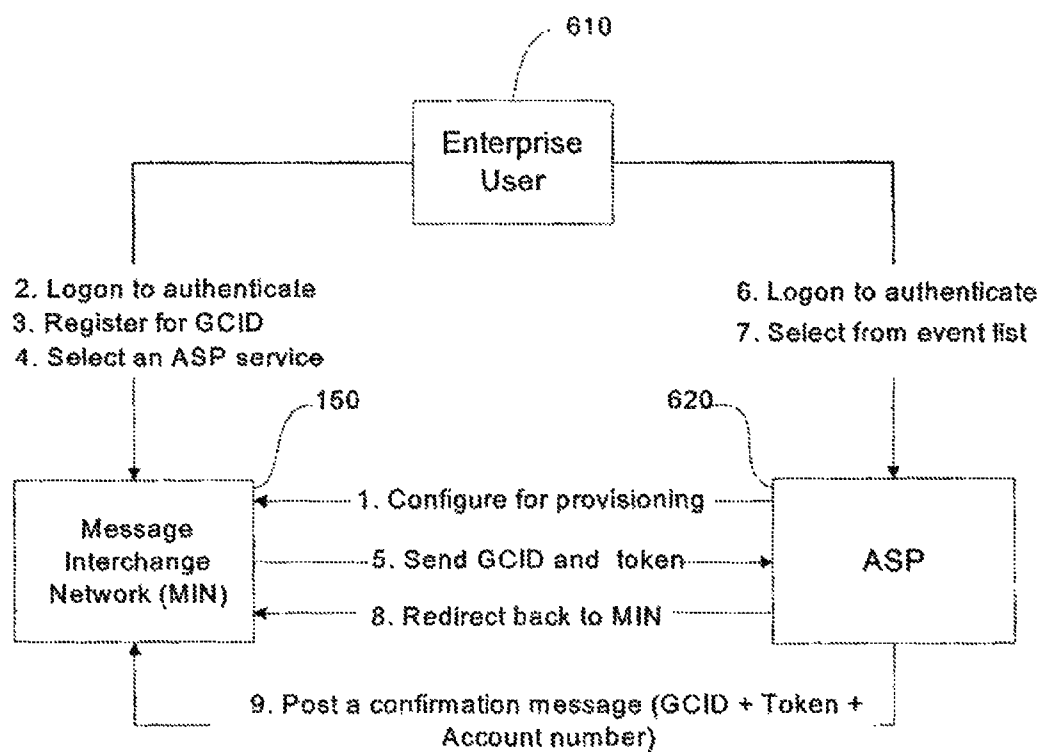 610
Enterprise
User
2. Logon to authenticate
3. Register for GCID
4. Select an ASP service
6. Logon to authenticate
7. Select from event list
150
620
Message
Interchange
Network (MIN)
1. Configure for provisioning
5. Send GCID and token
8. Redirect back to MIN
ASP
9. Post a confirmation message (GCID + Token +
Account number)